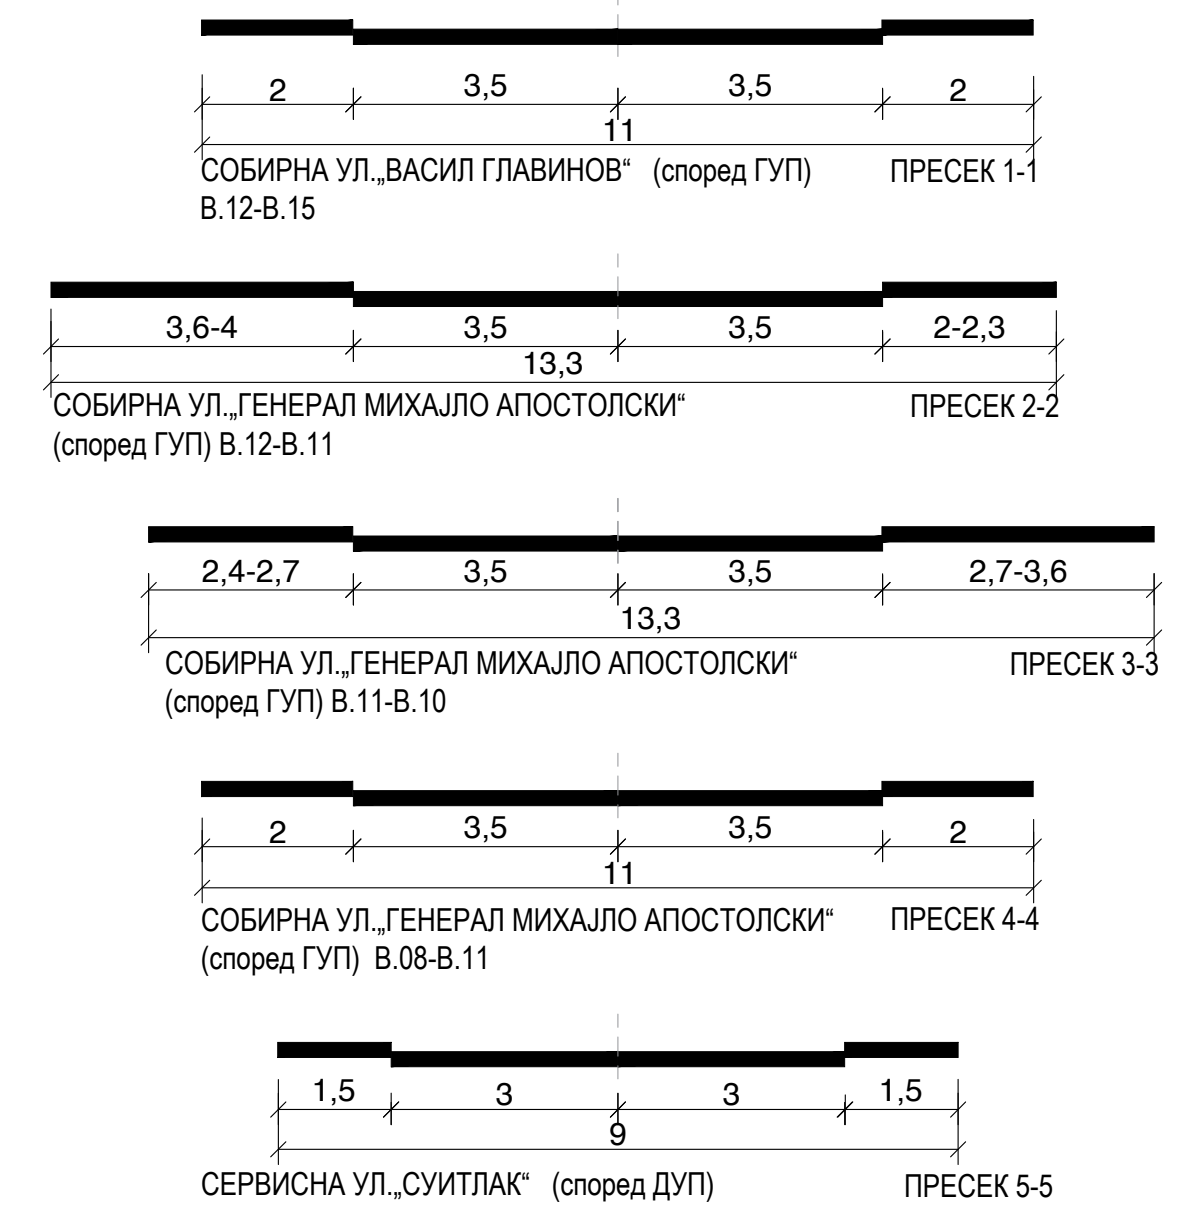 2 3,5 3,5 2
11
СОБИРНА УЛ.„ВАСИЛ ГЛАВИНОВ“ (според ГУП) ПРЕСЕК 1-1
В.12-В.15
3,6-4 3,5 3,5 2-2,3
13,3
СОБИРНА УЛ.„ГЕНЕРАЛ МИХАЈЛО АПОСТОЛСКИ“ ПРЕСЕК 2-2
(според ГУП) В.12-В.11
2,4-2,7 3,5 3,5 2,7-3,6
13,3
СОБИРНА УЛ.„ГЕНЕРАЛ МИХАЈЛО АПОСТОЛСКИ“ ПРЕСЕК 3-3
(според ГУП) В.11-В.10
2 3,5 3,5 2
11
СОБИРНА УЛ.„ГЕНЕРАЛ МИХАЈЛО АПОСТОЛСКИ“ ПРЕСЕК 4-4
(според ГУП) В.08-В.11
1,5 3 3 1,5
9
СЕРВИСНА УЛ.„СУИТЛАК“ (според ДУП) ПРЕСЕК 5-5